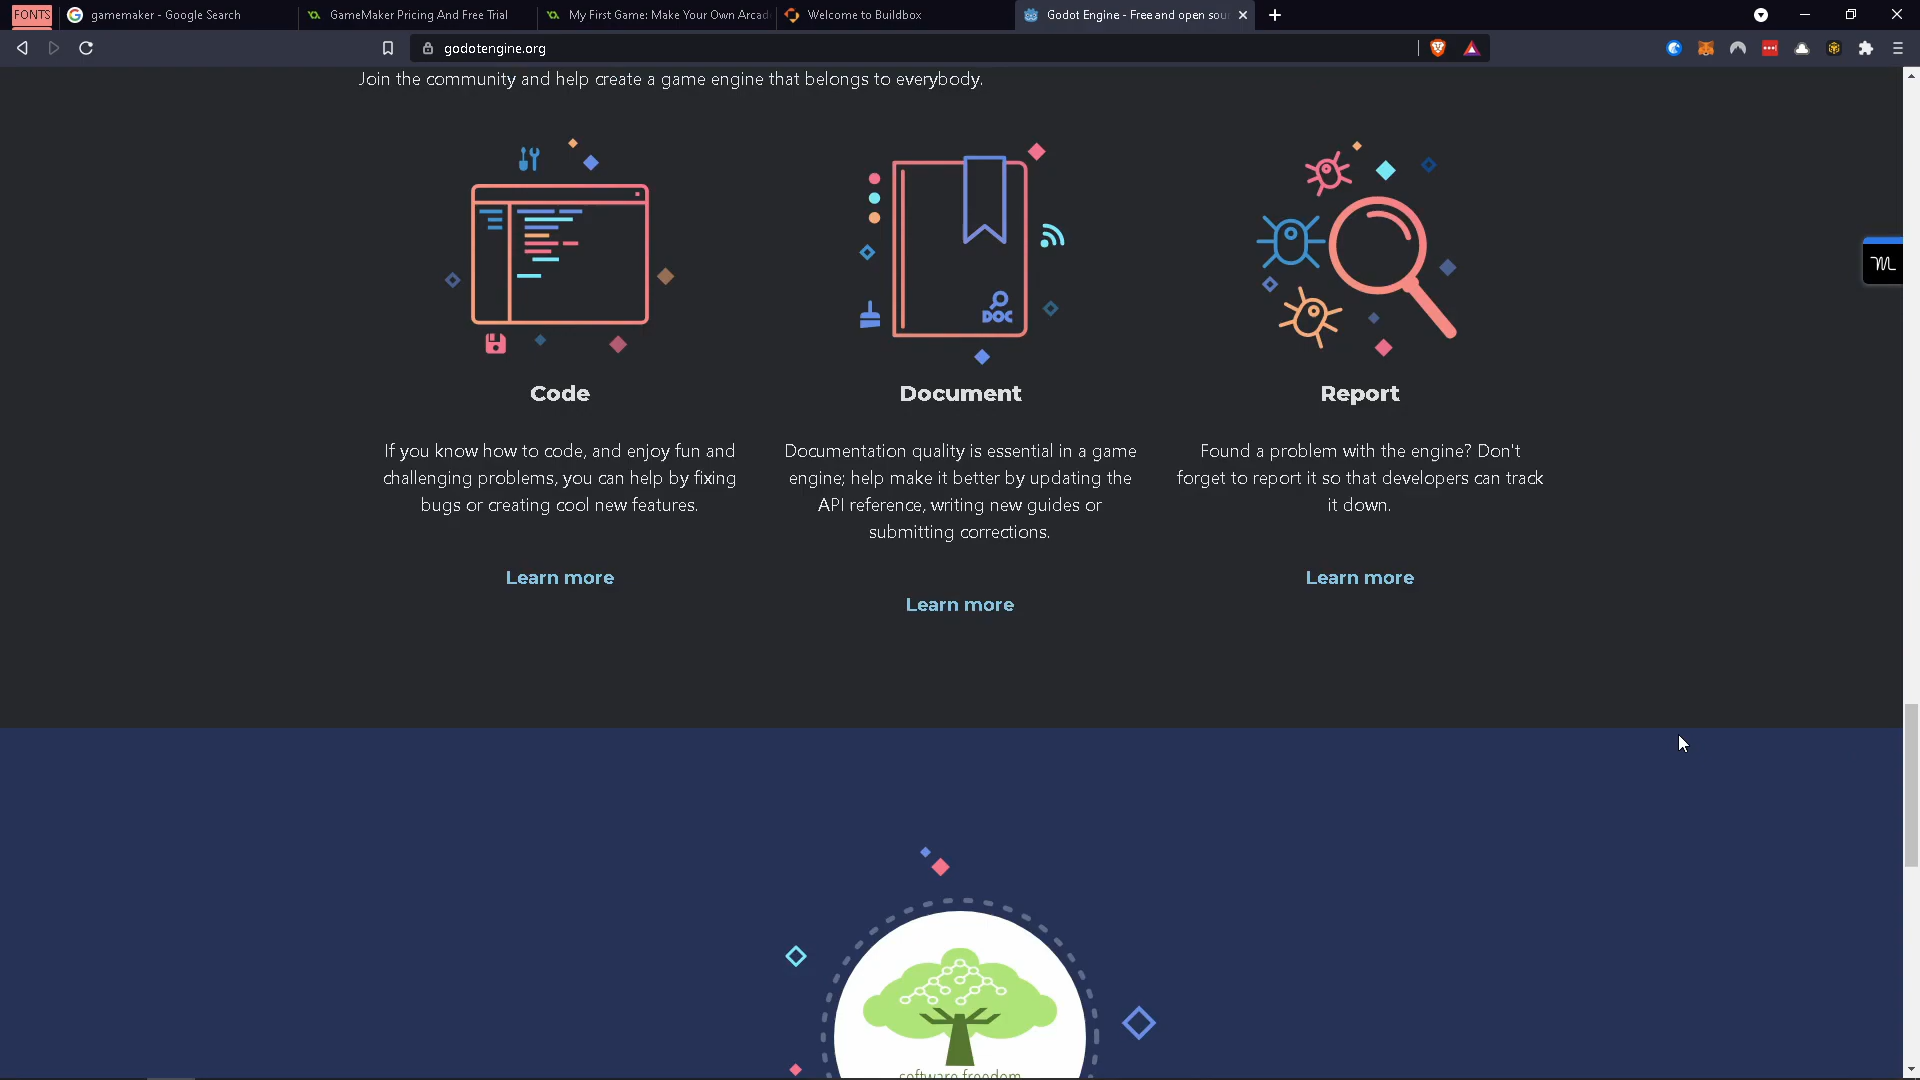 FONTS
gamemaker - Google Search
GameMaker Pricing And Free Trial
My First Game: Make Your Own Arcad
Welcome to Buildbox
Godot Engine - Free and open sou
godotengine.org
Join the community and help create a game engine that belongs to everybody.
DOC
Code
Document
Report
If you know how to code, and enjoy fun and
challenging problems, you can help by fixing
bugs or creating cool new features.
Documentation quality is essential in a game
engine; help make it better by updating the
API reference, writing new guides or
submitting corrections.
Found a problem with the engine? Don't
forget to report it so that developers can track
it down.
Learn more
Learn more
Learn more
software freedom